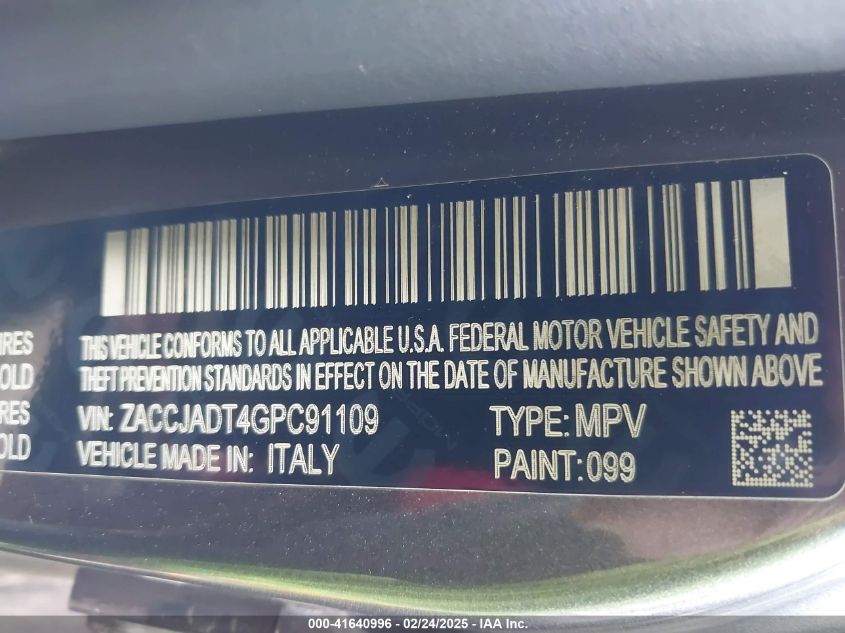 THIS VEHICLE CONFORMS TO ALL APPLICABLE U.S.A. FEDERAL MOTOR VEHICLE SAFETY AND
THEFT PREVENTION STANDARDS IN EFFECT ON THE DATE OF MANUFACTURE SHOWN ABOVE
VIN: ZACCJADT4GPC91109 TYPE: MPV
VEHICLE MADE IN: ITALY PAINT:099
IRES
OLD
RES
OLD
000-41640996 - 02/24/2025 - IAA Inc.